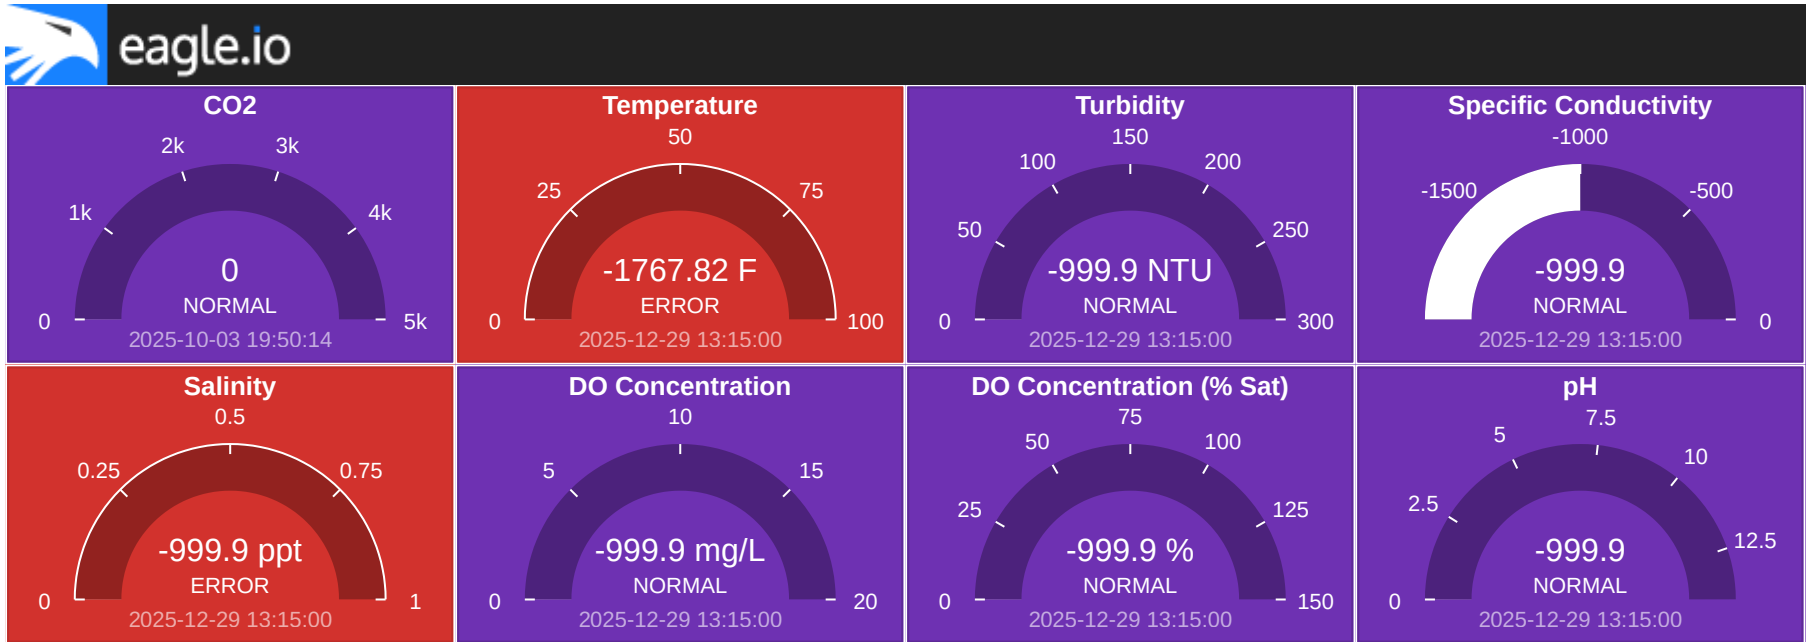 eagle.io
CO2
2k
3k
1k
4k
0
NORMAL
0
5k
2025-10-03 19:50:14
Temperature
50
25
75
-1767.82 F
ERROR
0
100
2025-12-29 13:15:00
Turbidity
150
100
200
50
250
-999.9 NTU
NORMAL
0
300
2025-12-29 13:15:00
Specific Conductivity
-1000
-1500
-500
-999.9
NORMAL
0
2025-12-29 13:15:00
Salinity
0.5
0.25
0.75
-999.9 ppt
ERROR
0
1
2025-12-29 13:15:00
DO Concentration
10
5
15
-999.9 mg/L
NORMAL
0
20
2025-12-29 13:15:00
DO Concentration (% Sat)
75
50
100
25
125
-999.9 %
NORMAL
0
150
2025-12-29 13:15:00
pH
7.5
5
10
2.5
12.5
-999.9
NORMAL
0
2025-12-29 13:15:00